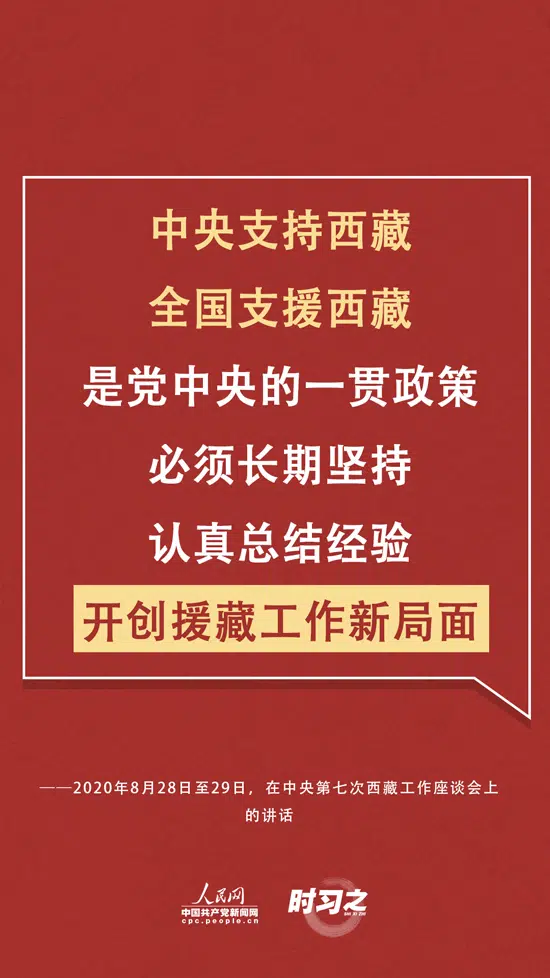 中央支持西藏
全国支援西藏
是党中央的一贯政策
必须长期坚持
认真总结经验
开创援藏工作新局面
——2020年8月28日至29日，在中央第七次西藏工作座谈会上
的讲话
人民网
中国共产党新闻网
cpc.people.cn
时习之
SHI XI ZHI